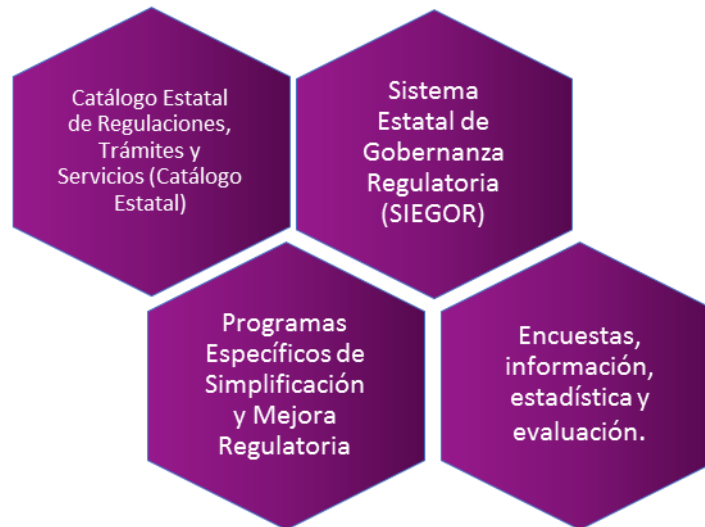 Catálogo Estatal
de Regulaciones,
Trámites y
Servicios (Catálogo
Estatal)
Sistema
Estatal de
Gobernanza
Regulatoria
(SIEGOR)
Programas
Específicos de
Simplificación
y Mejora
Regulatoria
Encuestas,
información,
estadística y
evaluación.